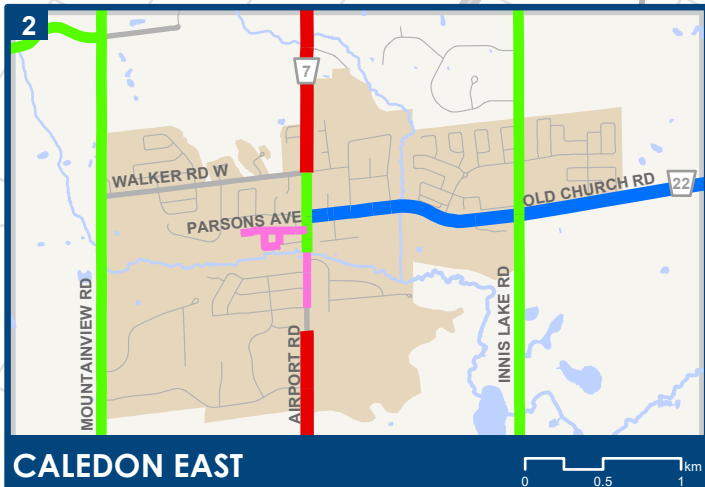 2
7
WALKER RD W
OLD CHURCH RD
22
PARSONS AVE
MOUNTAINVIEW RD
AIRPORT RD
INNIS LAKE RD
CALEDON EAST
km
0 0.5 1